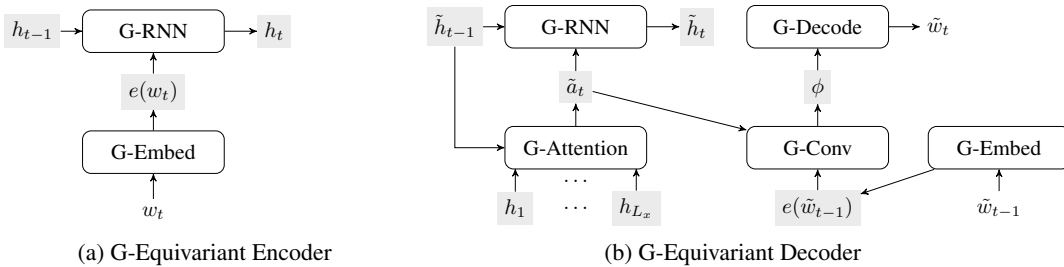 h_{t−1} G-RNN h_t
e(w_t)
G-Embed
w_t
(a) G-Equivariant Encoder
h̃_{t−1} G-RNN h̃_t G-Decode w̃_t
ã_t ϕ
G-Attention G-Conv G-Embed
⋯
h_1 ⋯ h_{L_x} e(w̃_{t−1}) w̃_{t−1}
(b) G-Equivariant Decoder